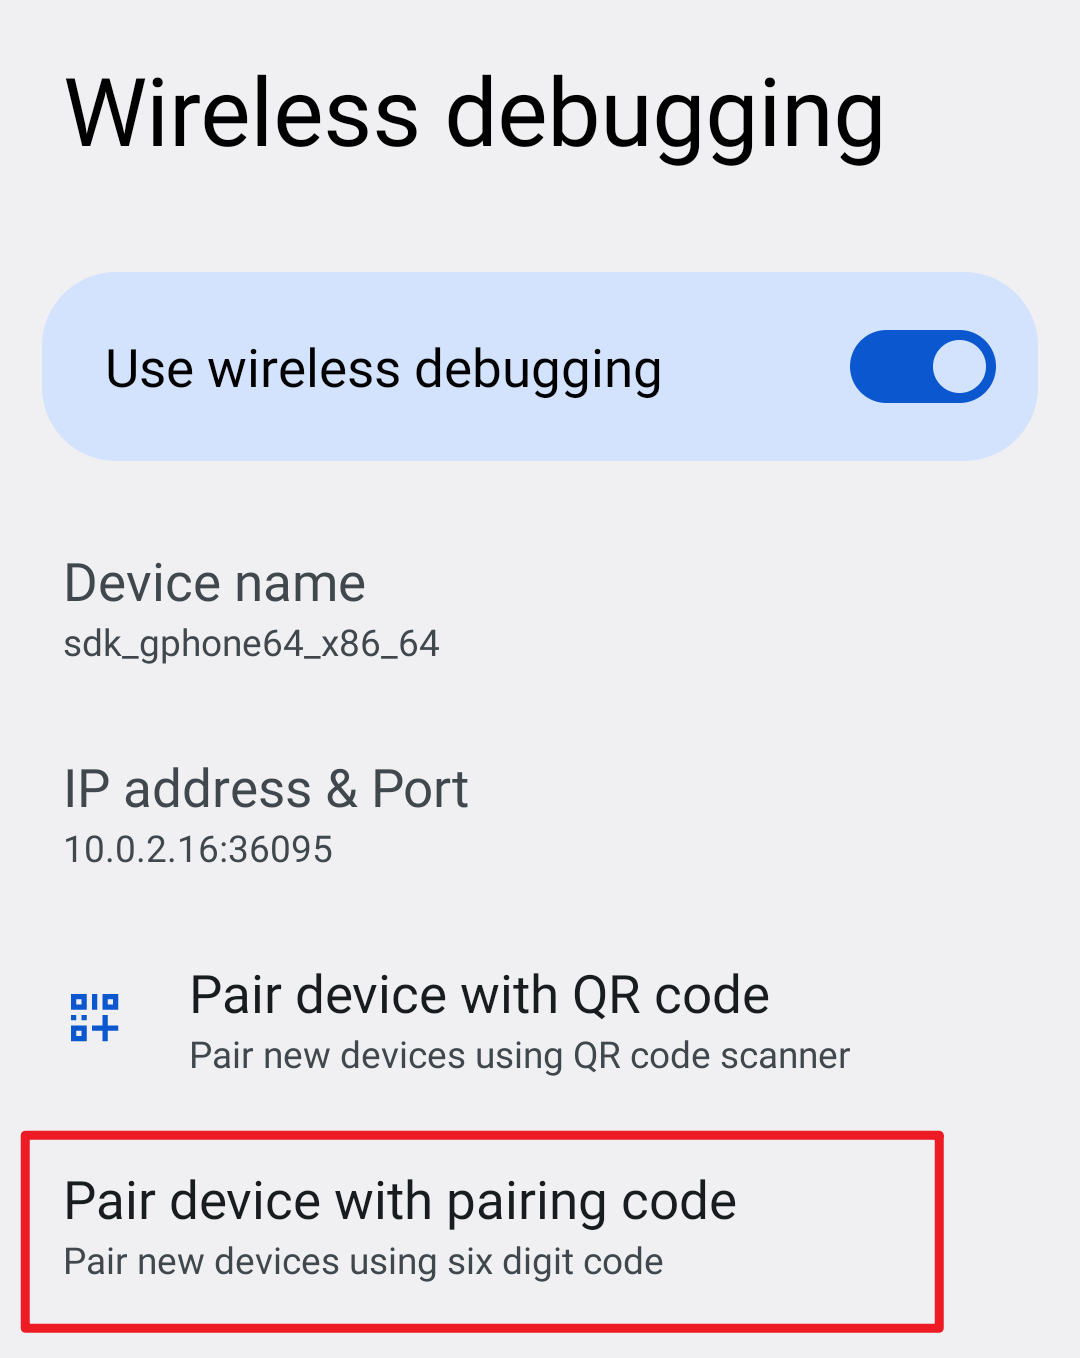 Wireless debugging
Use wireless debugging
Device name
sdk_gphone64_x86_64
IP address & Port
10.0.2.16:36095
Pair device with QR code
Pair new devices using QR code scanner
Pair device with pairing code
Pair new devices using six digit code